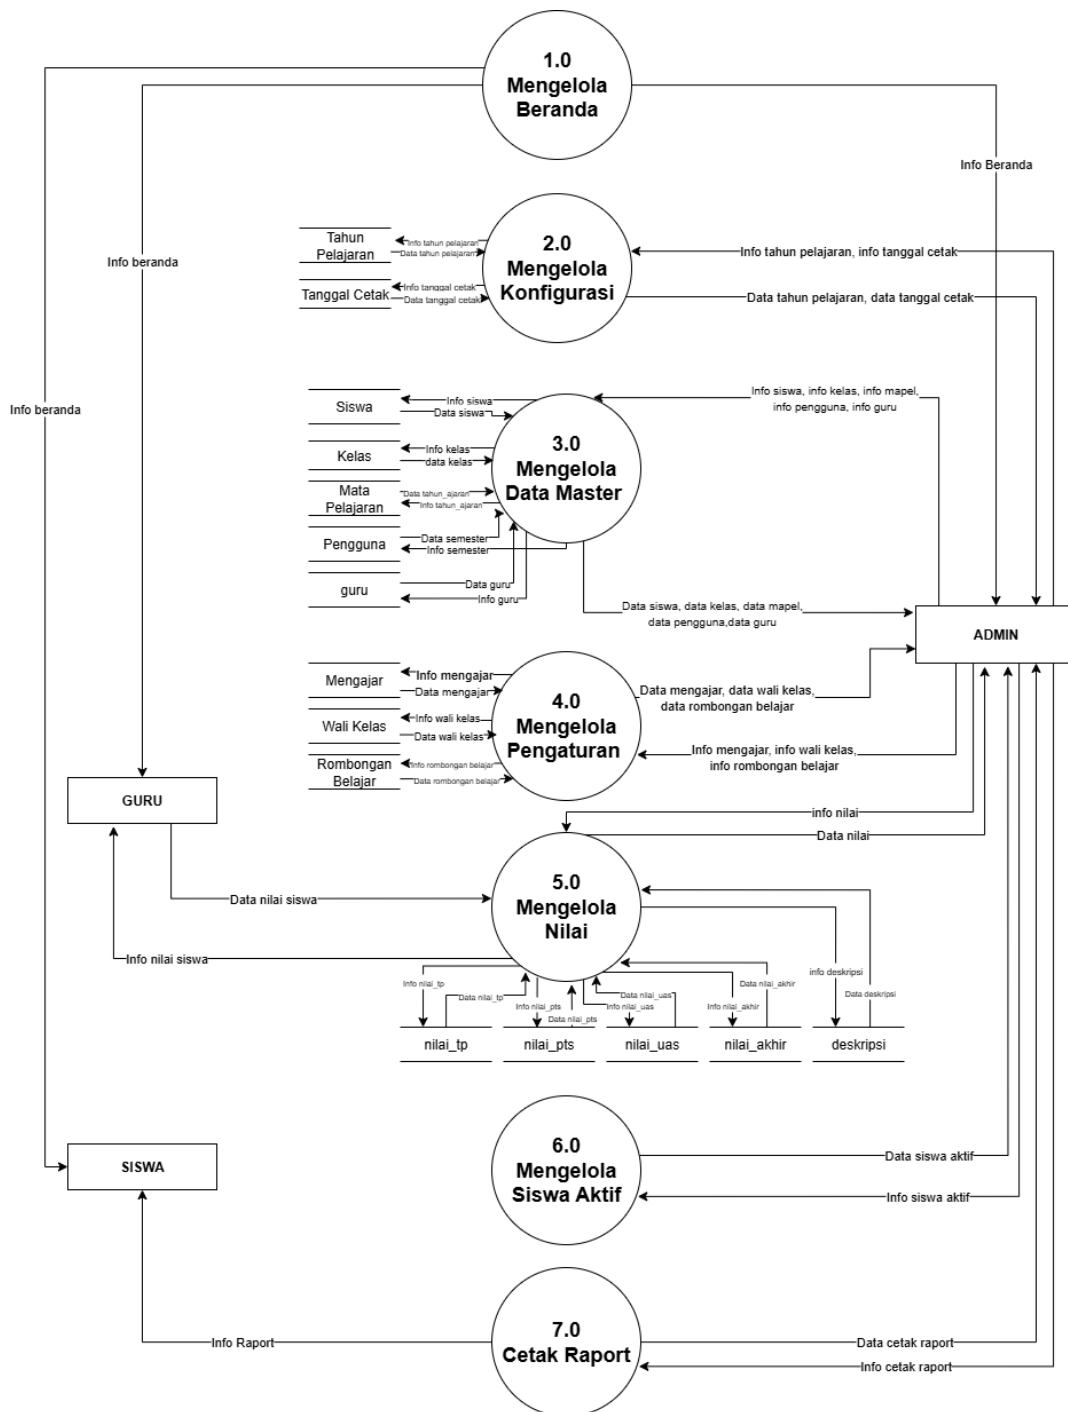 1.0
Mengelola
Beranda
Info Beranda
Info beranda
Info beranda
Tahun
Pelajaran
Info tahun pelajaran
Data tahun pelajaran
Tanggal Cetak
Info tanggal cetak
Data tanggal cetak
2.0
Mengelola
Konfigurasi
Info tahun pelajaran, info tanggal cetak
Data tahun pelajaran, data tanggal cetak
Siswa
Info siswa
Data siswa
Kelas
Info kelas
data kelas
Mata
Pelajaran
Data tahun_ajaran
Info tahun_ajaran
Pengguna
Data semester
Info semester
guru
Data guru
Info guru
3.0
Mengelola
Data Master
Info siswa, info kelas, info mapel,
info pengguna, info guru
Data siswa, data kelas, data mapel,
data pengguna,data guru
ADMIN
Mengajar
Info mengajar
Data mengajar
Wali Kelas
Info wali kelas
Data wali kelas
Rombongan
Belajar
Info rombongan belajar
Data rombongan belajar
4.0
Mengelola
Pengaturan
Data mengajar, data wali kelas,
data rombongan belajar
Info mengajar, info wali kelas,
info rombongan belajar
GURU
info nilai
Data nilai
Data nilai siswa
Info nilai siswa
5.0
Mengelola
Nilai
Info nilai_tp
Data nilai_tp
Info nilai_pts
Data nilai_pts
Data nilai_uas
Info nilai_uas
Data nilai_akhir
Info nilai_akhir
info deskripsi
Data deskripsi
nilai_tp
nilai_pts
nilai_uas
nilai_akhir
deskripsi
SISWA
6.0
Mengelola
Siswa Aktif
Data siswa aktif
Info siswa aktif
7.0
Cetak Raport
Info Raport
Data cetak raport
Info cetak raport